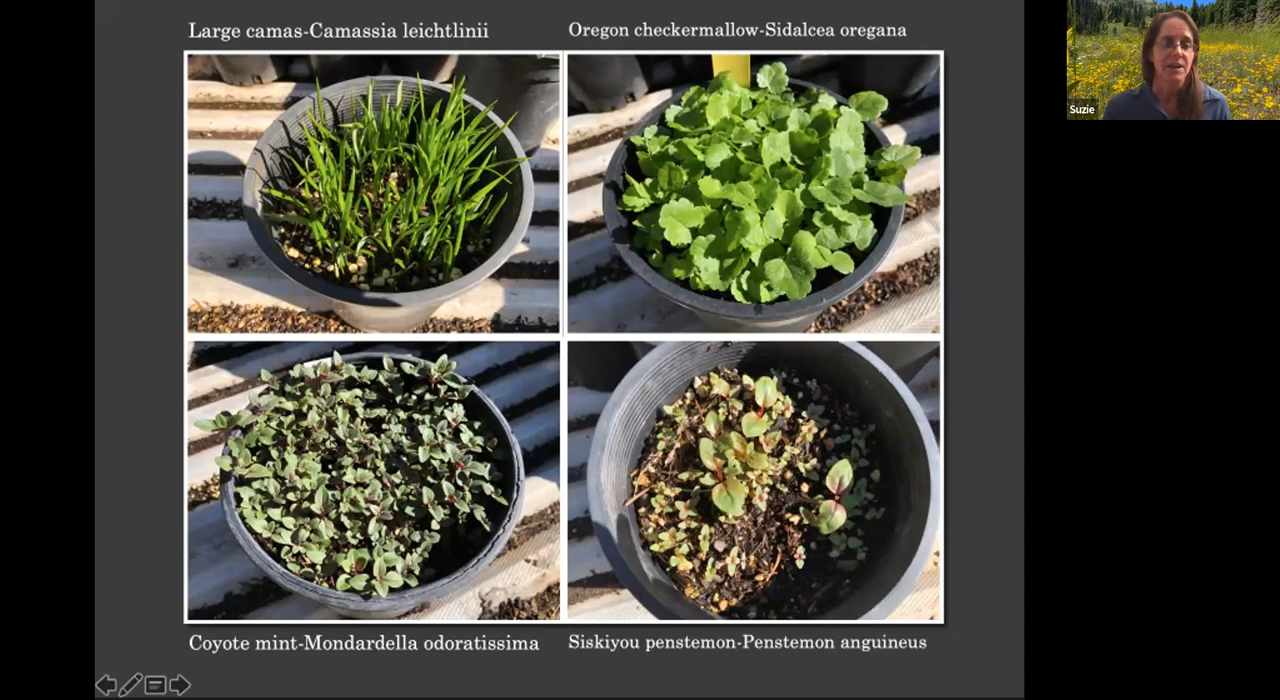 Large camas-Camassia leichtlinii
Oregon checkermallow-Sidalcea oregana
Suzie
Coyote mint-Mondardella odoratissima
Siskiyou penstemon-Penstemon anguineus